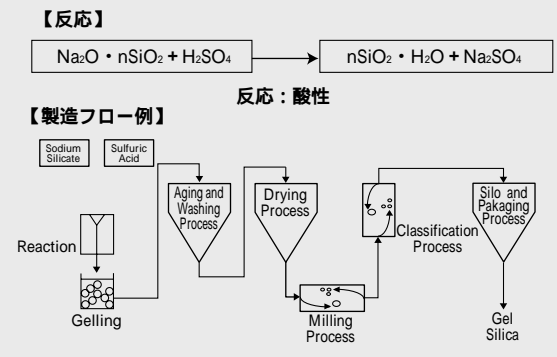 【反応】
Na₂O・nSiO₂ + H₂SO₄
nSiO₂・H₂O + Na₂SO₄
反応：酸性
【製造フロー例】
Sodium
Silicate
Sulfuric
Acid
Reaction
Gelling
Aging and
Washing
Process
Drying
Process
Milling
Process
Classification
Process
Silo and
Pakaging
Process
Gel
Silica